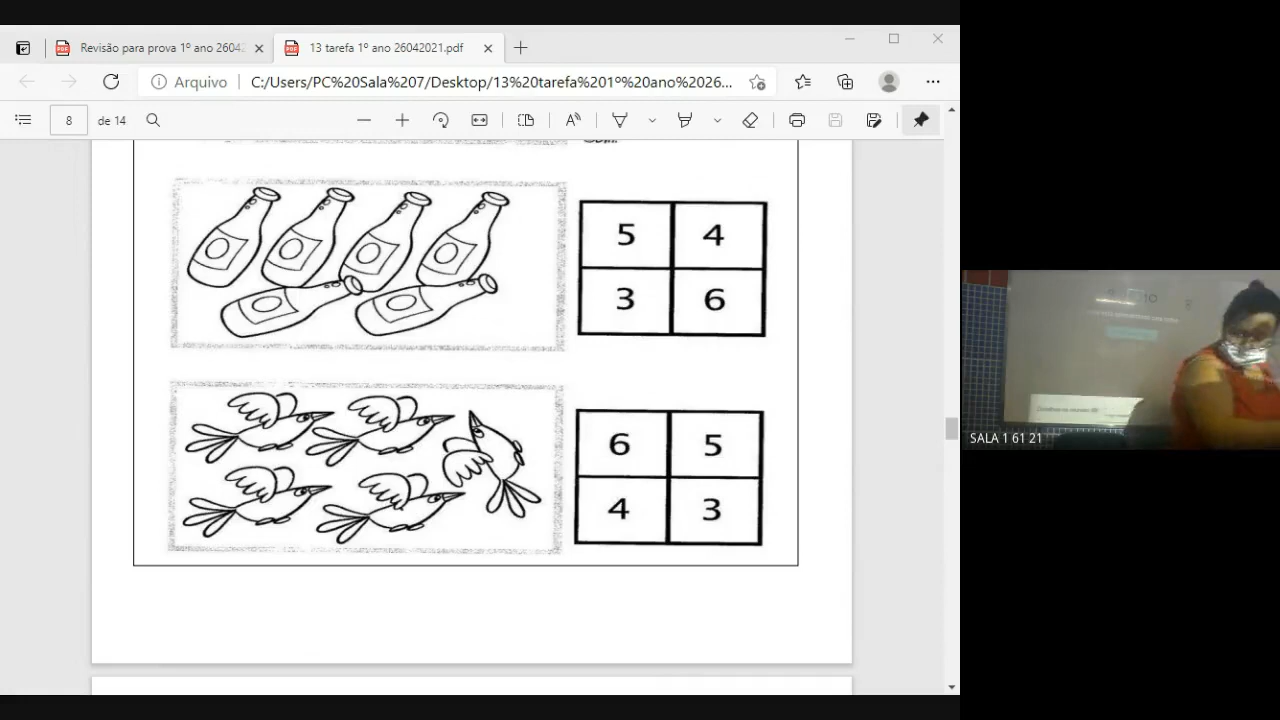 Revisão para prova 1º ano 26042
13 tarefa 1º ano 26042021.pdf
Arquivo
C:/Users/PC%20Sala%207/Desktop/13%20tarefa%201º%20ano%2026...
8
de 14
5 4
3 6
6 5
4 3
SALA 1 61 21